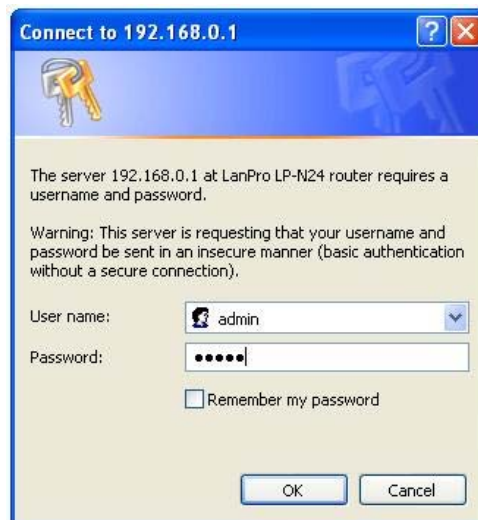 Connect to 192.168.0.1
The server 192.168.0.1 at LanPro LP-N24 router requires a
username and password.
Warning: This server is requesting that your username and
password be sent in an insecure manner (basic authentication
without a secure connection).
User name:
admin
Password:
•••••
Remember my password
OK
Cancel